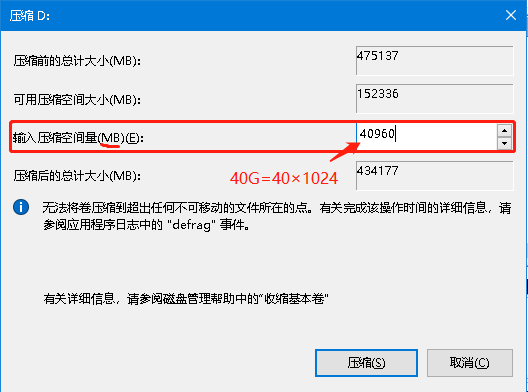 压缩 D:
压缩前的总计大小(MB):
475137
可用压缩空间大小(MB):
152336
输入压缩空间量(MB)(E):
40960
40G=40×1024
压缩后的总计大小(MB):
434177
无法将卷压缩到超出任何不可移动的文件所在的点。有关完成该操作时间的详细信息，请
参阅应用程序日志中的 "defrag" 事件。
有关详细信息，请参阅磁盘管理帮助中的"收缩基本卷"
压缩(S)
取消(C)